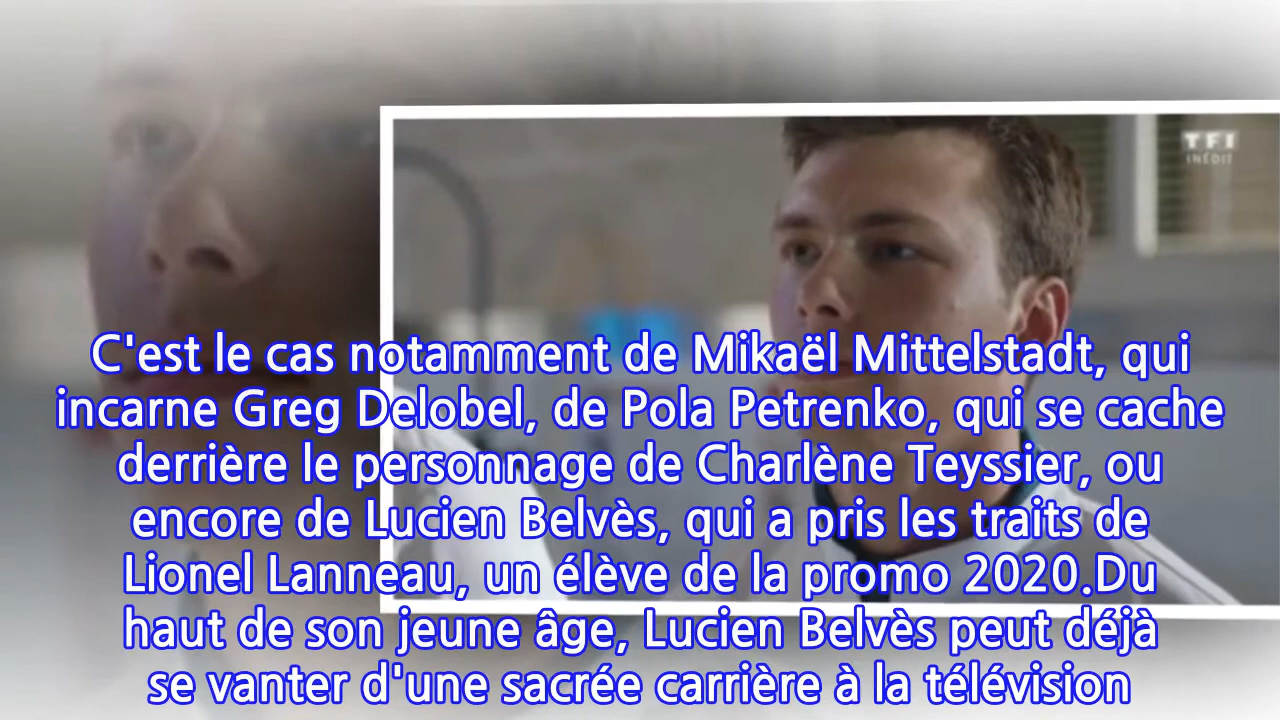 TF1
INÉDIT
C'est le cas notamment de Mikaël Mittelstadt, qui
incarne Greg Delobel, de Pola Petrenko, qui se cache
derrière le personnage de Charlène Teyssier, ou
encore de Lucien Belvès, qui a pris les traits de
Lionel Lanneau, un élève de la promo 2020.Du
haut de son jeune âge, Lucien Belvès peut déjà
se vanter d'une sacrée carrière à la télévision